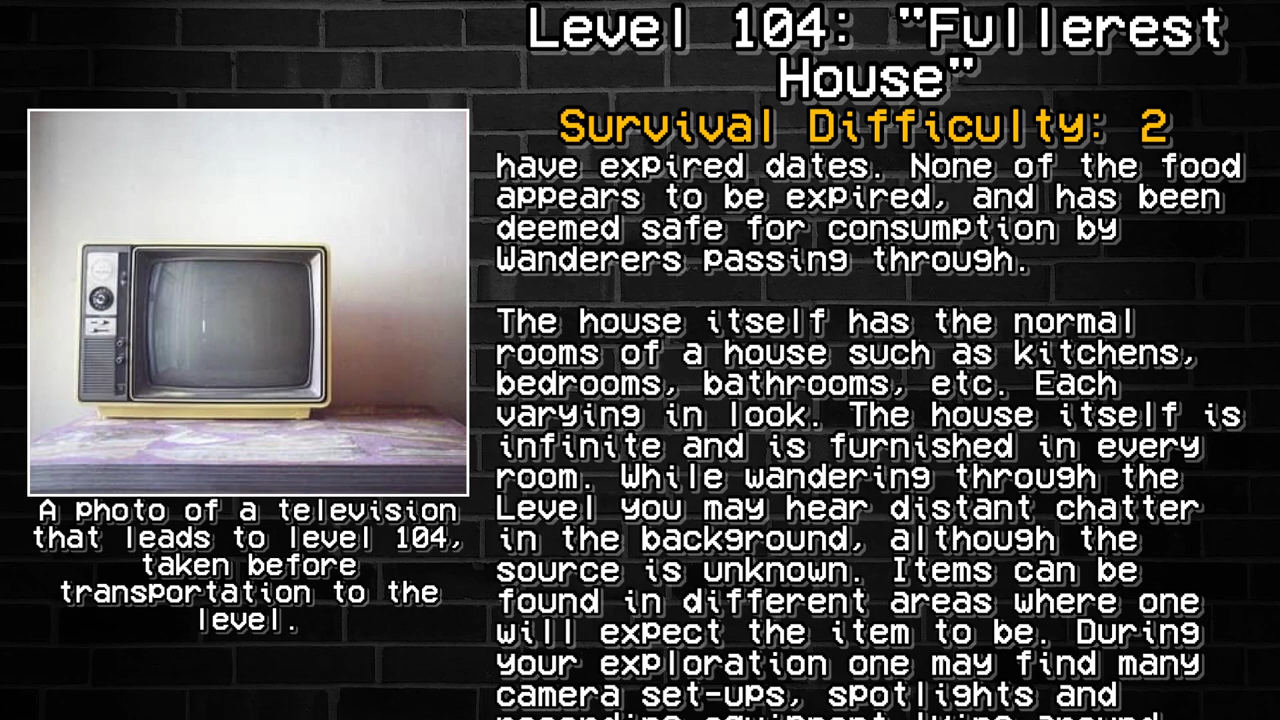 Level 104: "Fullerest
House"
Survival Difficulty: 2
have expired dates. None of the food
appears to be expired, and has been
deemed safe for consumption by
Wanderers passing through.
The house itself has the normal
rooms of a house such as kitchens,
bedrooms, bathrooms, etc. Each
varying in look. The house itself is
infinite and is furnished in every
room. While wandering through the
Level you may hear distant chatter
in the background, although the
source is unknown. Items can be
found in different areas where one
will expect the item to be. During
your exploration one may find many
camera set-ups, spotlights and
A photo of a television
that leads to level 104,
taken before
transportation to the
level.